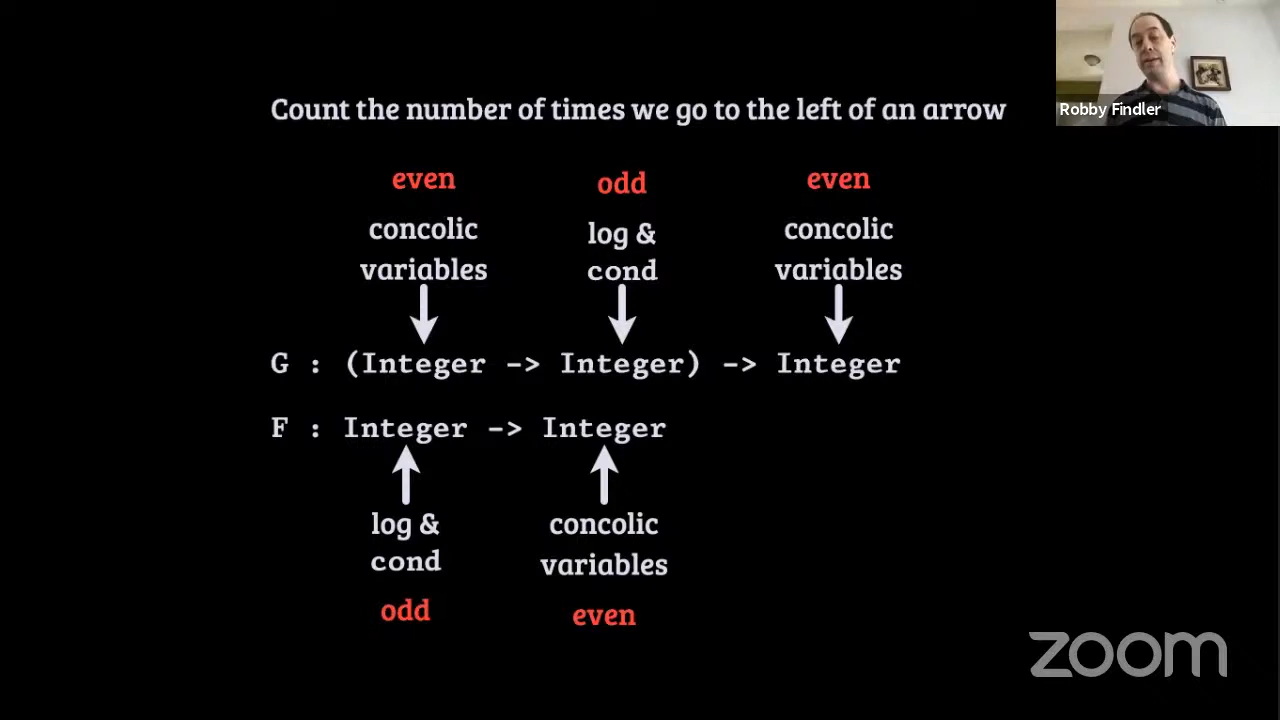 Count the number of times we go to the left of an arrow
Robby Findler
even odd even
concolic log & concolic
variables cond variables
G : (Integer -> Integer) -> Integer
F : Integer -> Integer
log & concolic
cond variables
odd even
zoom